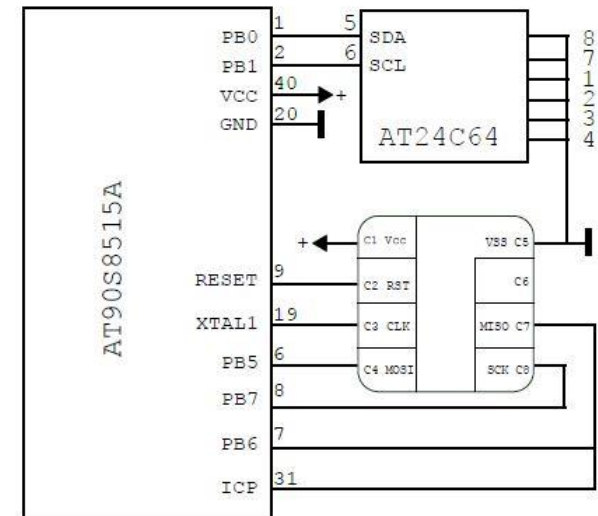 1 5
PB0 SDA 8
2 6 7
PB1 SCL 1
40
VCC + 2
20 3
GND AT24C64 4
AT90S8515A
+ C1 Vcc VSS C5
9
RESET C2 RST C6
19
XTAL1 C3 CLK MISO C7
6
PB5 C4 MOSI SCK C8
8
PB7
7
PB6
31
ICP